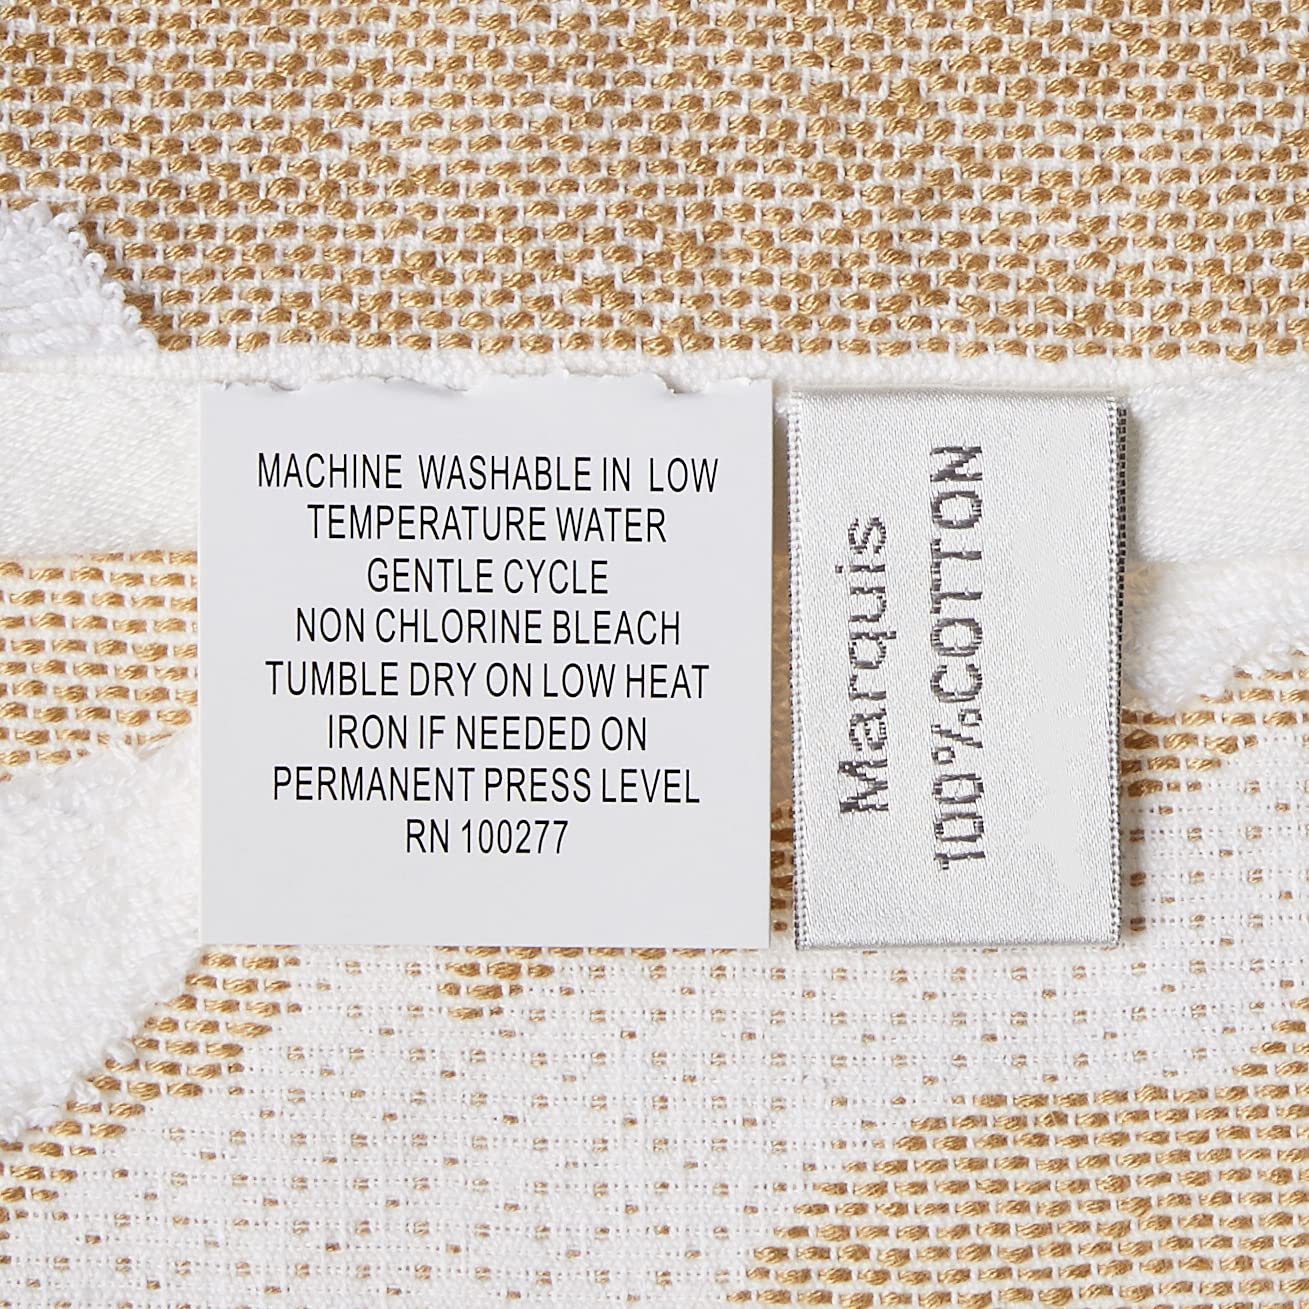 MACHINE WASHABLE IN LOW
TEMPERATURE WATER
GENTLE CYCLE
NON CHLORINE BLEACH
TUMBLE DRY ON LOW HEAT
IRON IF NEEDED ON
PERMANENT PRESS LEVEL
RN 100277
Marquis
100%COTTON